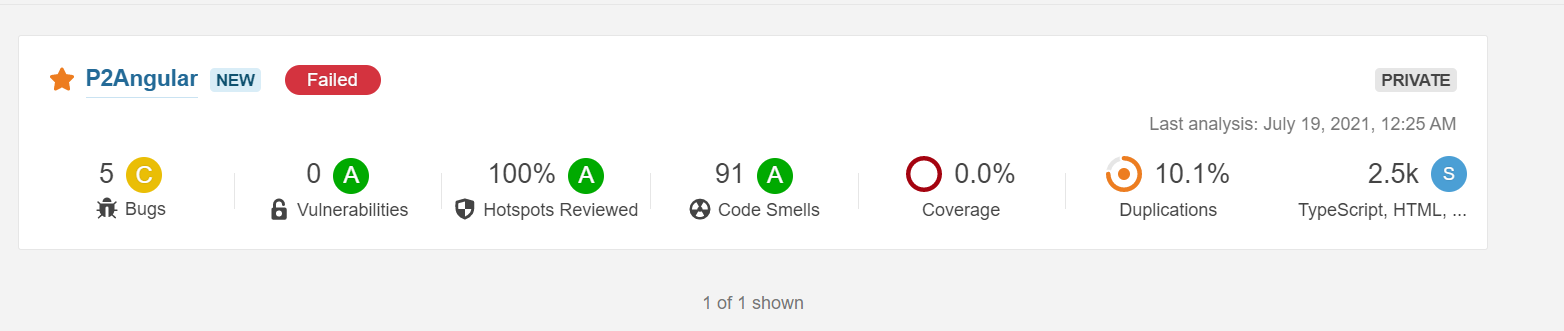 P2Angular NEW Failed PRIVATE
Last analysis: July 19, 2021, 12:25 AM
5 C 0 A 100% A 91 A 0.0% 10.1% 2.5k S
Bugs Vulnerabilities Hotspots Reviewed Code Smells Coverage Duplications TypeScript, HTML, ...
1 of 1 shown